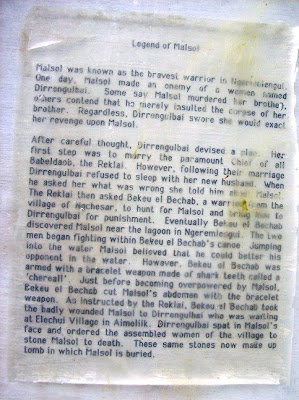 Legend of Malsol
Malsol was known as the bravest warrior in Ngeremlengui.
One day, Malsol made as enemy of a women named
Dirrengulbai. Some say Malsol murdered her brother,
others contend that he merely insulted the corpse of her
brother. Regardless, Dirrengulbai swore she would exact
her revenge upon Malsol.
After careful thought, Dirrengulbai devised a plan. Her
first step was to marry the paramount Chief of all
Babeldaob, the Reklai. However, following their marriage
Dirrengulbai refused to sleep with her new husband. When
he asked her what was wrong she told him about Malsol.
The Reklai then asked Bekeu el Bechab, a warrior from the
village of, to hunt for Malsol and bring him to
Dirrengulbai for punishment. Eventually Bekeu el Bechab
discovered Malsol near the lagoon in Ngeremlengui. The two
men began fighting within Bekeu el Bechab's canoe. Jumping
into the water Malsol believed that he could better his
opponent in the water. However, Bekeu el Bechab was
armed with a bracelet weapon made of shark teeth called a
"chereall". Just before becoming overpowered by Malsol,
Bekeu el Bechab cut Malsol's abdomen with the bracelet
weapon. As instructed by the Reklai, Bekeu el Bechab took
the badly wounded Malsol to Dirrengulbai who was waiting
at Elechui Village in Aimeliik. Dirrengulbai spat in Malsol's
face and ordered the assembled women of the village to
stone Malsol to death. These same stones now make up
tomb in which Malsol is buried.